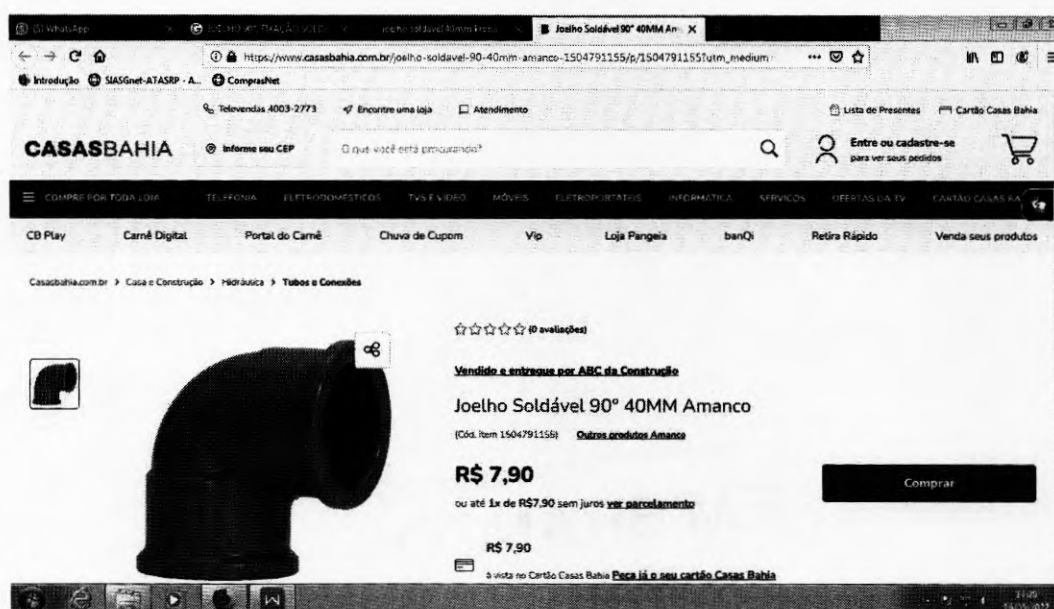 WhatsApp
Joelho Soldável 90° 40MM Am
https://www.casasbahia.com.br/joelho-soldavel-90-40mm-amanco-1504791155/p/1504791155?utm_medium
Introdução SIASGnet-ATASRP - A... ComprasNet
Televendas 4003-2773 Encontre uma loja Atendimento Lista de Presentes Cartão Casas Bahia
CASASBAHIA Informe seu CEP O que você está procurando? Entre ou cadastre-se
para ver seus pedidos
COMPRE POR TODA LOJA TELEFONIA ELETRODOMÉSTICOS TVS E VÍDEO MÓVEIS ELETROPORTÁTEIS INFORMÁTICA SERVIÇOS OFERTAS DA TV CARTÃO CASAS BA
CB Play Carnê Digital Portal do Carnê Chuva de Cupom Vip Loja Pangeia banQi Retira Rápido Venda seus produtos
Casasbahia.com.br > Casa e Construção > Hidráulica > Tubos e Conexões
(0 avaliações)
Vendido e entregue por ABC da Construção
Joelho Soldável 90° 40MM Amanco
(Cód. Item 1504791155) Outros produtos Amanco
R$ 7,90
ou até 1x de R$7,90 sem juros ver parcelamento
Comprar
R$ 7,90
à vista no Cartão Casas Bahia Peça já o seu cartão Casas Bahia